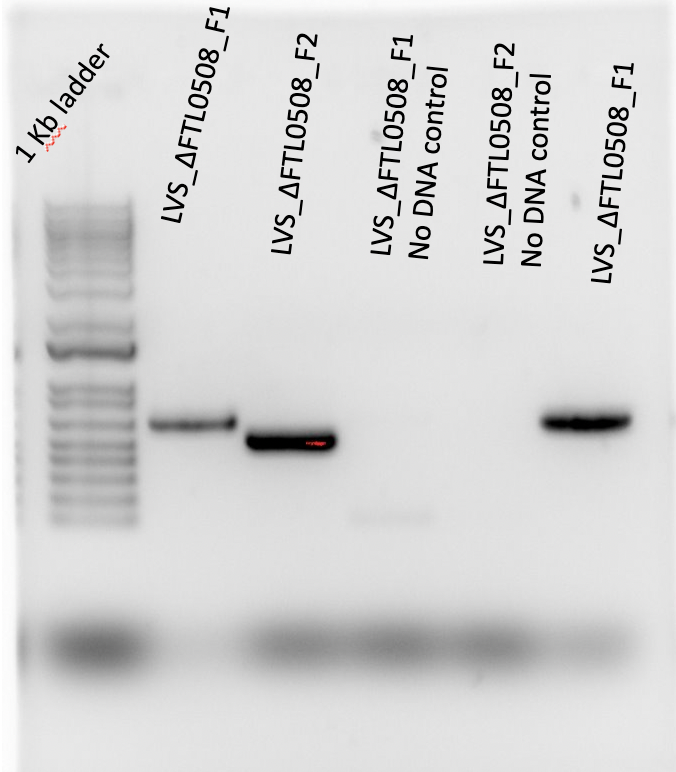 1 Kb ladder
LVS_ΔFTL0508_F1
LVS_ΔFTL0508_F2
LVS_ΔFTL0508_F1
No DNA control
LVS_ΔFTL0508_F2
No DNA control
LVS_ΔFTL0508_F1